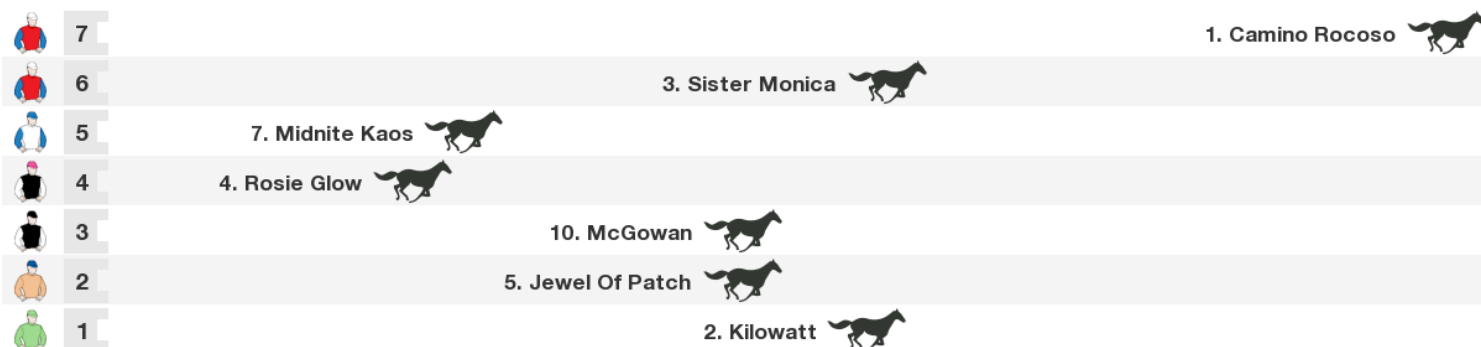 7 1. Camino Rocoso
6 3. Sister Monica
5 7. Midnite Kaos
4 4. Rosie Glow
3 10. McGowan
2 5. Jewel Of Patch
1 2. Kilowatt